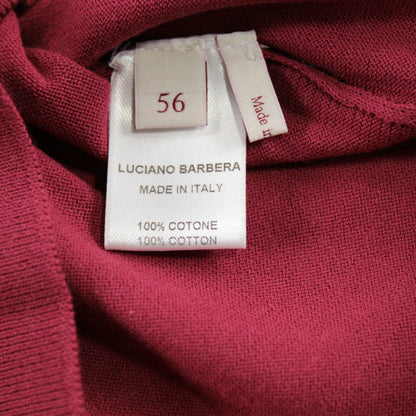 56
Made in
LUCIANO BARBERA
MADE IN ITALY
100% COTONE
100% COTTON